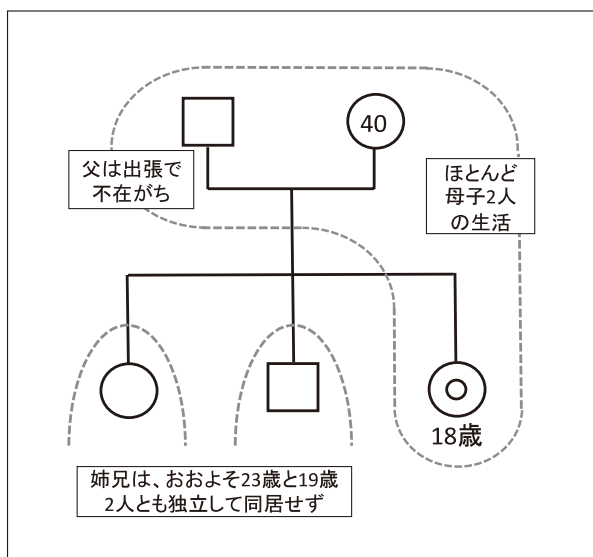 40
父は出張で
不在がち
ほとんど
母子2人
の生活
18歳
姉兄は、おおよそ23歳と19歳
2人とも独立して同居せず